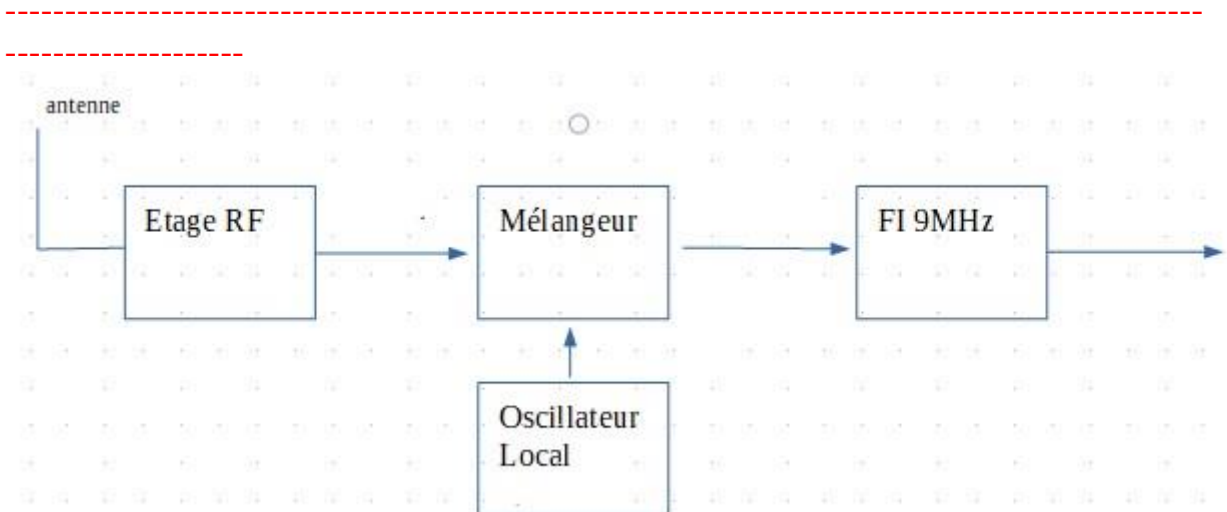 antenne
Etage RF
Mélangeur
FI 9MHz
Oscillateur
Local